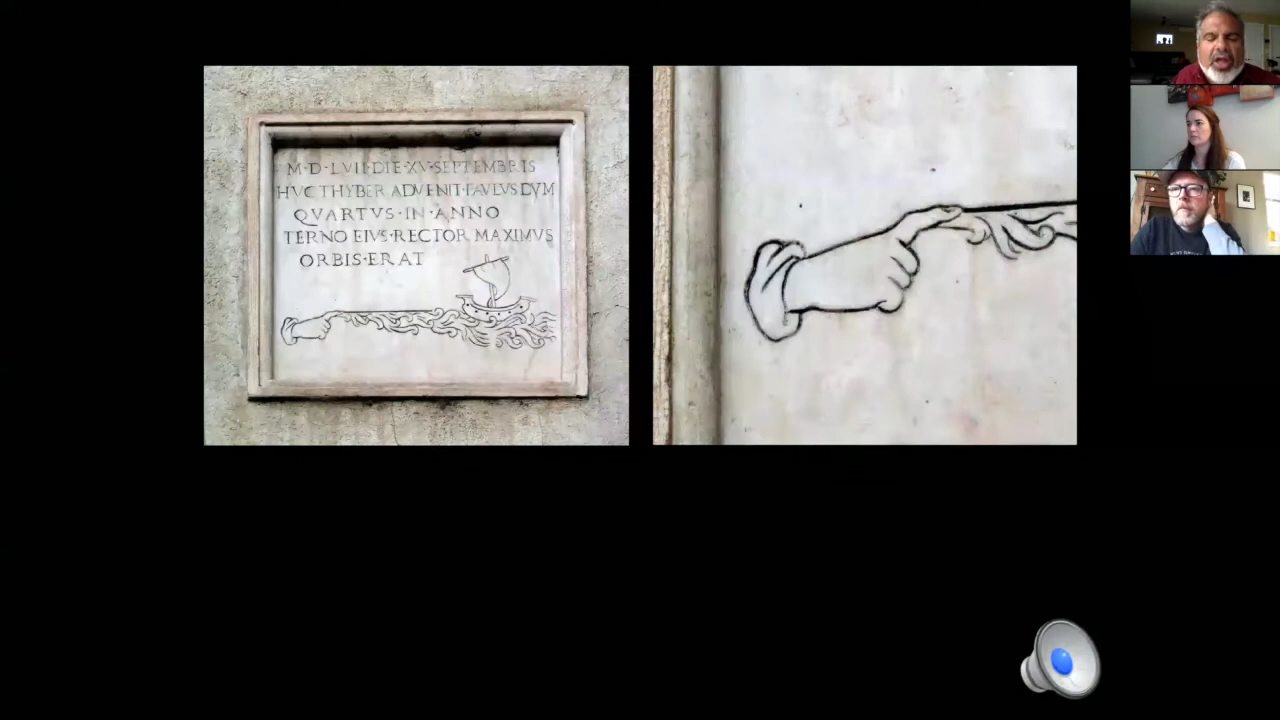 M·D·LVII·DIE·XV·SEPTEMBRIS
HVC THYBER ADVENIT·PAVLVS DVM
QVARTVS·IN·ANNO
TERNO EIVS·RECTOR MAXIMVS
ORBIS·ERAT